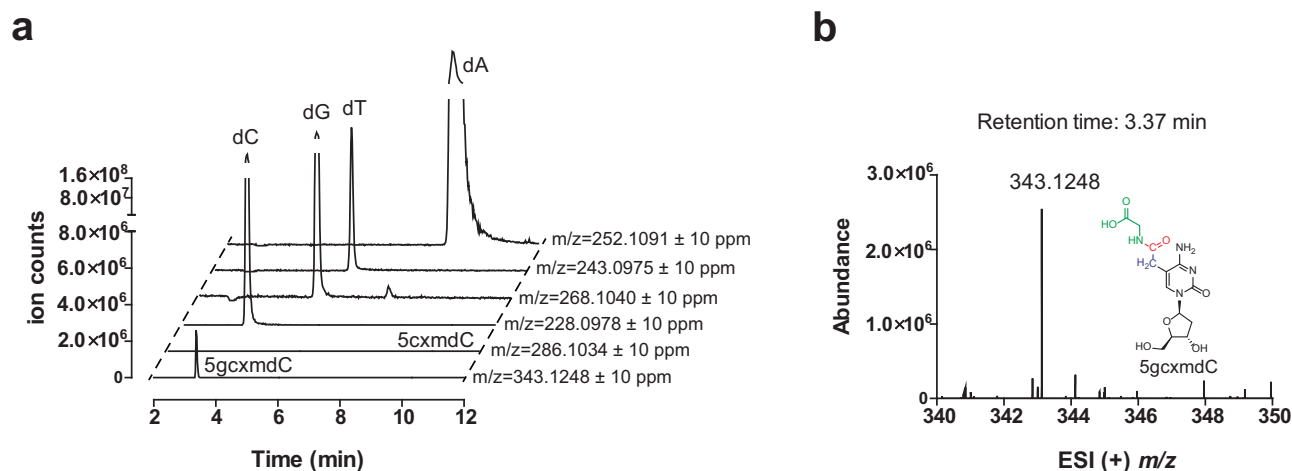 a
dA
dT
dG
dC
1.6×10⁸
8.0×10⁷
8.0×10⁶
6.0×10⁶
4.0×10⁶
2.0×10⁶
0
ion counts
m/z=252.1091 ± 10 ppm
m/z=243.0975 ± 10 ppm
m/z=268.1040 ± 10 ppm
m/z=228.0978 ± 10 ppm
5cxmdC
m/z=286.1034 ± 10 ppm
5gcxmdC
m/z=343.1248 ± 10 ppm
2 4 6 8 10 12
Time (min)
b
Retention time: 3.37 min
3.0×10⁶
2.0×10⁶
1.0×10⁶
0
Abundance
343.1248
O
HO
NH
O
C
NH₂
H₂C
N
N
O
O
HO
OH
5gcxmdC
340 342 344 346 348 350
ESI (+) m/z